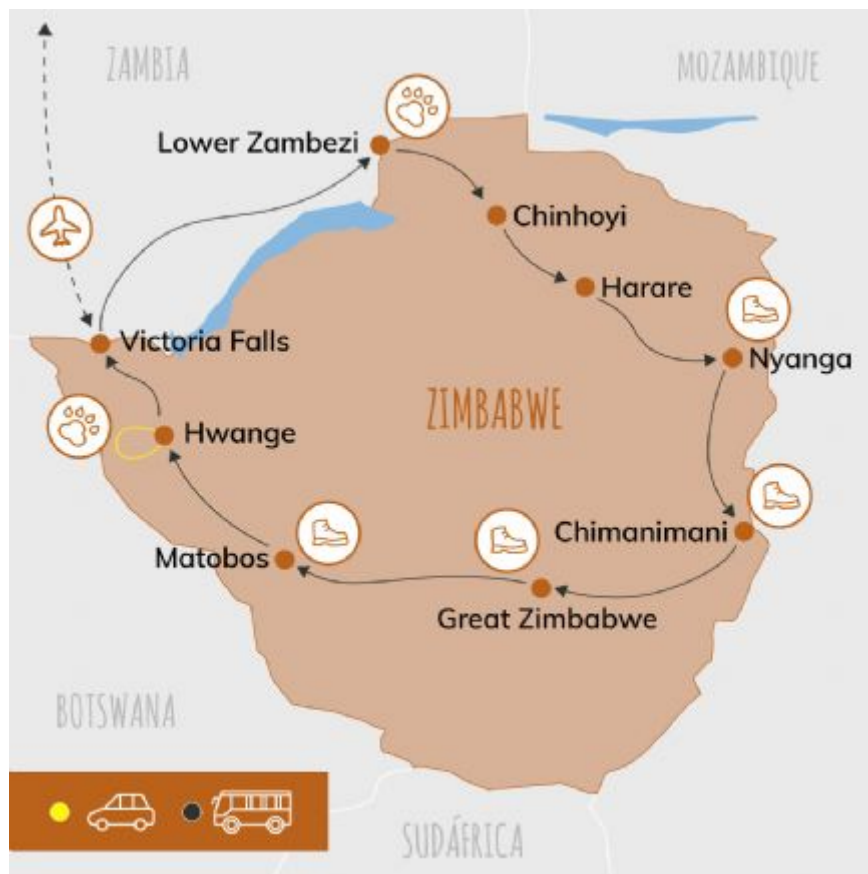 ZAMBIA
MOZAMBIQUE
Lower Zambezi
Chinhoyi
Harare
Victoria Falls
Nyanga
ZIMBABWE
Hwange
Chimanimani
Matobos
Great Zimbabwe
BOTSWANA
SUDÁFRICA